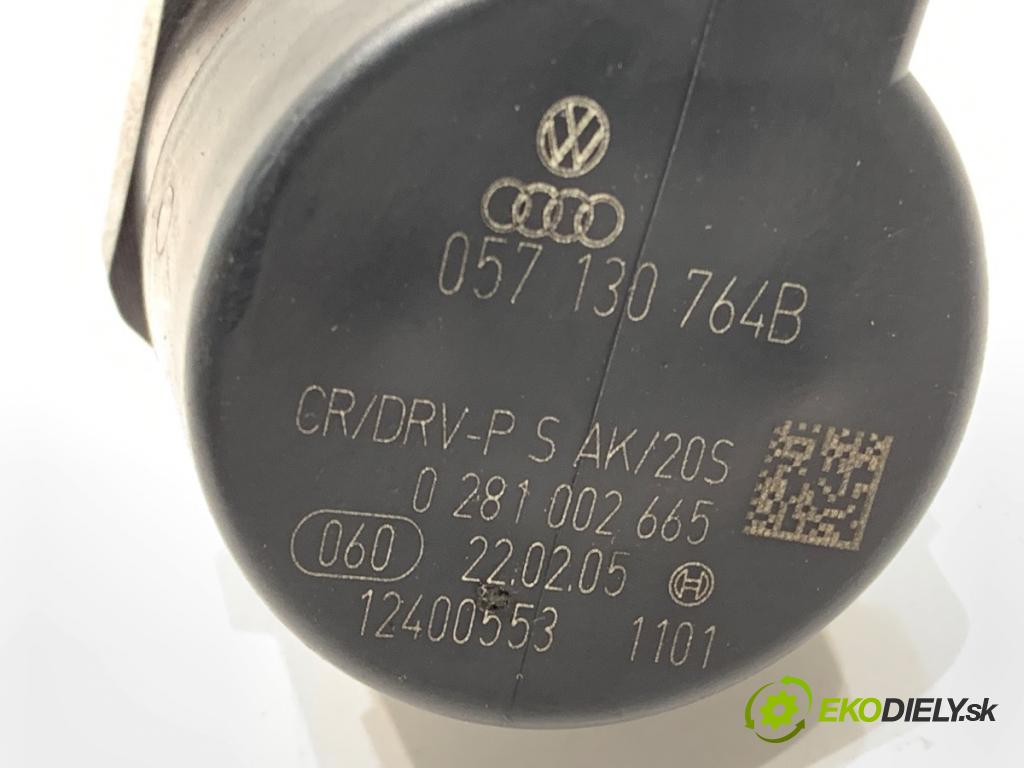 057 130 764B
CR/DRV-P S AK/20S
0 281 002 665
060 22.02.05
12400553 1101
EKODIELY.sk